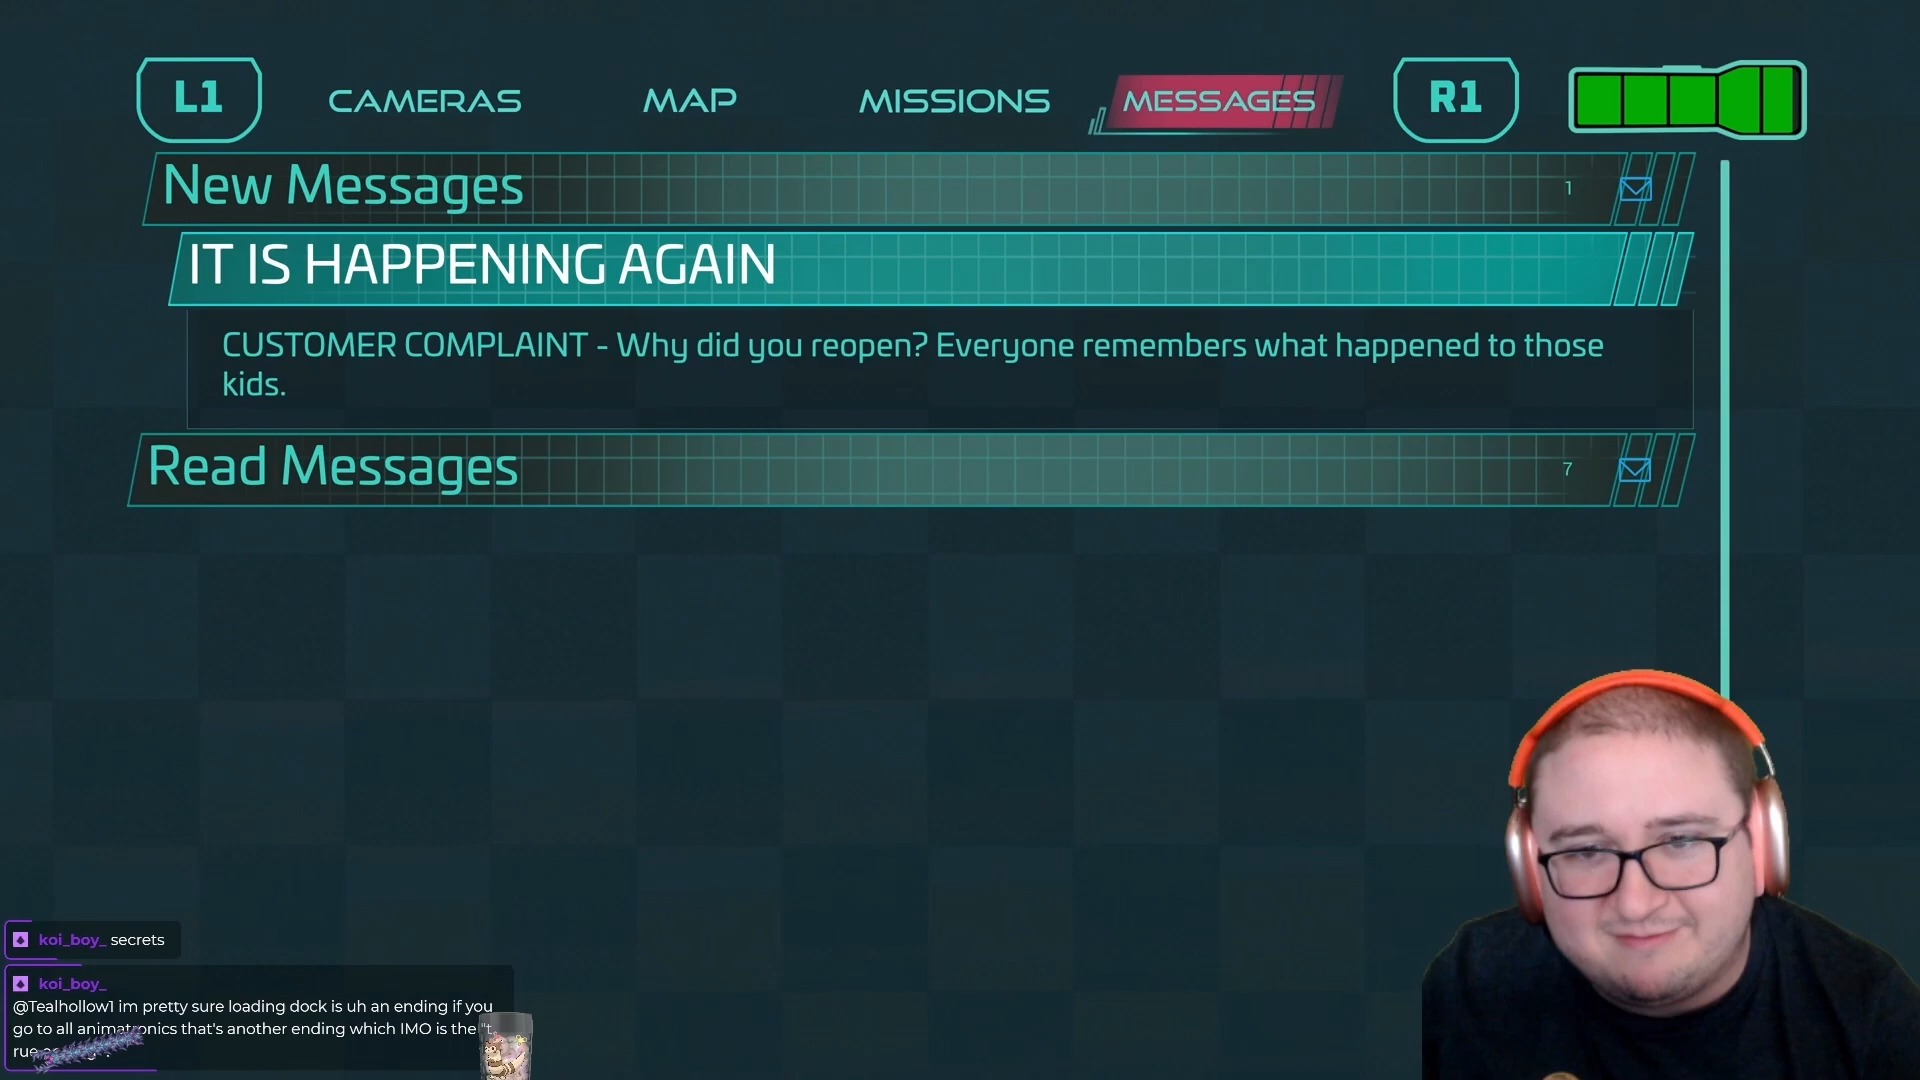 L1 CAMERAS MAP MISSIONS MESSAGES R1
New Messages 1
IT IS HAPPENING AGAIN
CUSTOMER COMPLAINT - Why did you reopen? Everyone remembers what happened to those
kids.
Read Messages 7
koi_boy_ secrets
koi_boy_
@Tealhollow1 im pretty sure loading dock is uh an ending if you
go to all animatronics that's another ending which IMO is the "t
rue